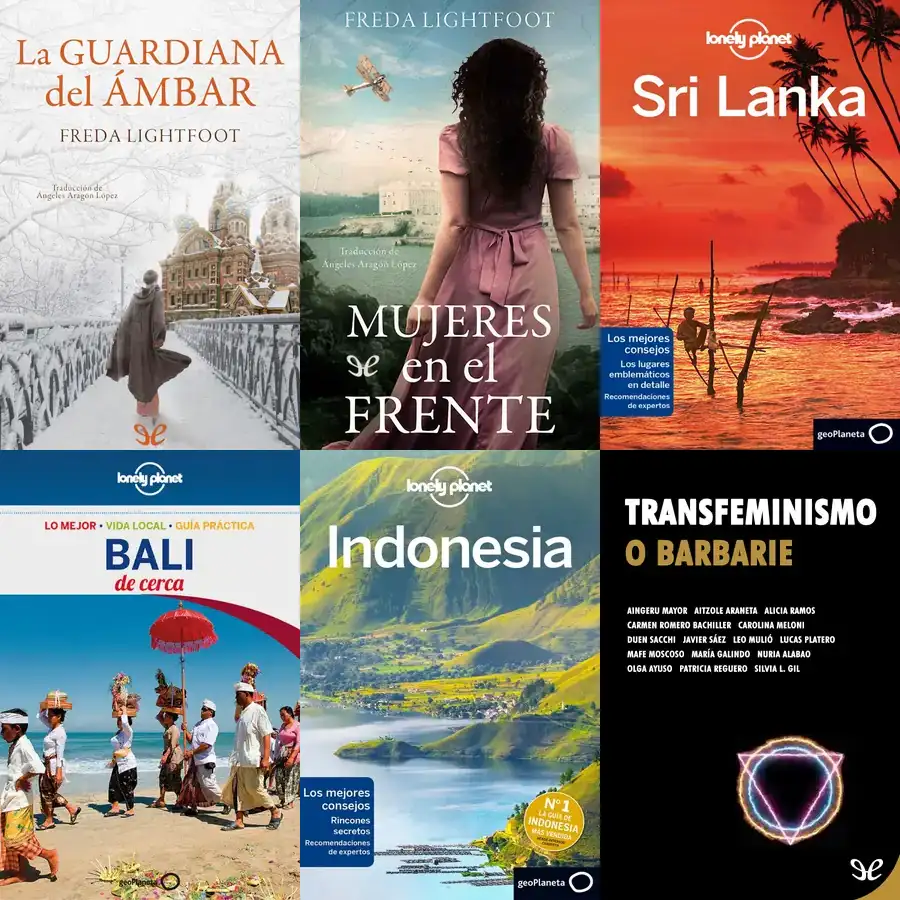 La GUARDIANA
del ÁMBAR
FREDA LIGHTFOOT
Traducción de
Ángeles Aragón López
FREDA LIGHTFOOT
Traducción de
Ángeles Aragón López
MUJERES
en el
FRENTE
lonely planet
Sri Lanka
Los mejores
consejos
Los lugares
emblemáticos
en detalle
Recomendaciones
de expertos
geoPlaneta
lonely planet
LO MEJOR • VIDA LOCAL • GUÍA PRÁCTICA
BALI
de cerca
geoPlaneta
lonely planet
Indonesia
Los mejores
consejos
Rincones
secretos
Recomendaciones
de expertos
Nº1
LA GUÍA DE
INDONESIA
MÁS VENDIDA
geoPlaneta
TRANSFEMINISMO
O BARBARIE
AINGERU MAYOR AITZOLE ARANETA ALICIA RAMOS
CARMEN ROMERO BACHILLER CAROLINA MELONI
DUEN SACCHI JAVIER SÁEZ LEO MULIÓ LUCAS PLATERO
MAFE MOSCOSO MARÍA GALINDO NURIA ALABAO
OLGA AYUSO PATRICIA REGUERO SILVIA L. GIL